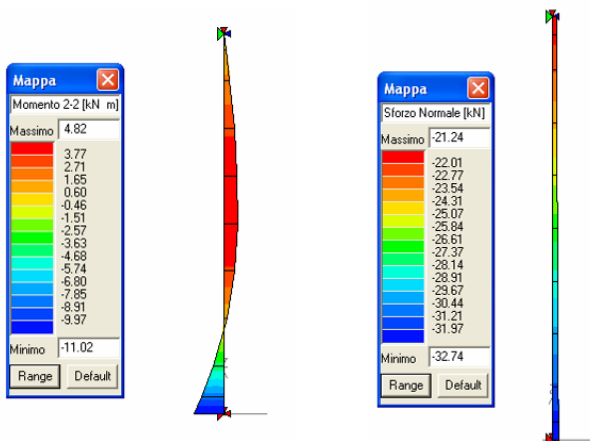 Mappa
Momento 2-2 [kN m]
Massimo 4.82
3.77
2.71
1.65
0.60
-0.46
-1.51
-2.57
-3.63
-4.68
-5.74
-6.80
-7.85
-8.91
-9.97
Minimo -11.02
Range Default
Mappa
Sforzo Normale [kN]
Massimo -21.24
-22.01
-22.77
-23.54
-24.31
-25.07
-25.84
-26.61
-27.37
-28.14
-28.91
-29.67
-30.44
-31.21
-31.97
Minimo -32.74
Range Default